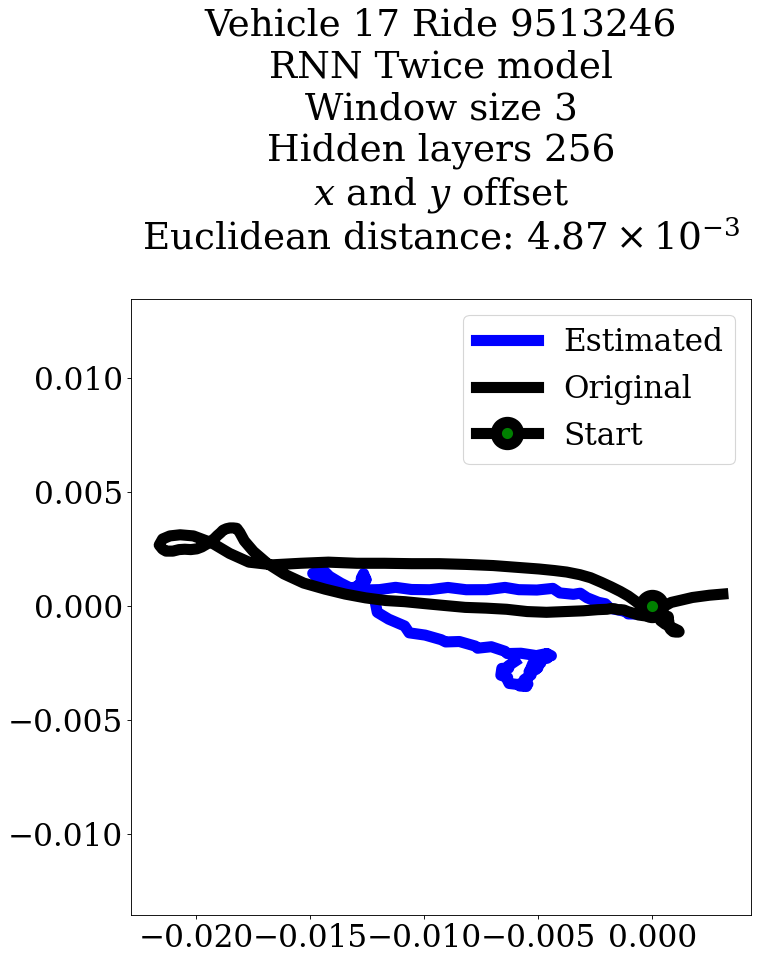 Vehicle 17 Ride 9513246
RNN Twice model
Window size 3
Hidden layers 256
x and y offset
Euclidean distance: 4.87 × 10⁻³
Estimated
Original
Start
0.010
0.005
0.000
−0.005
−0.010
−0.020 −0.015 −0.010 −0.005 0.000